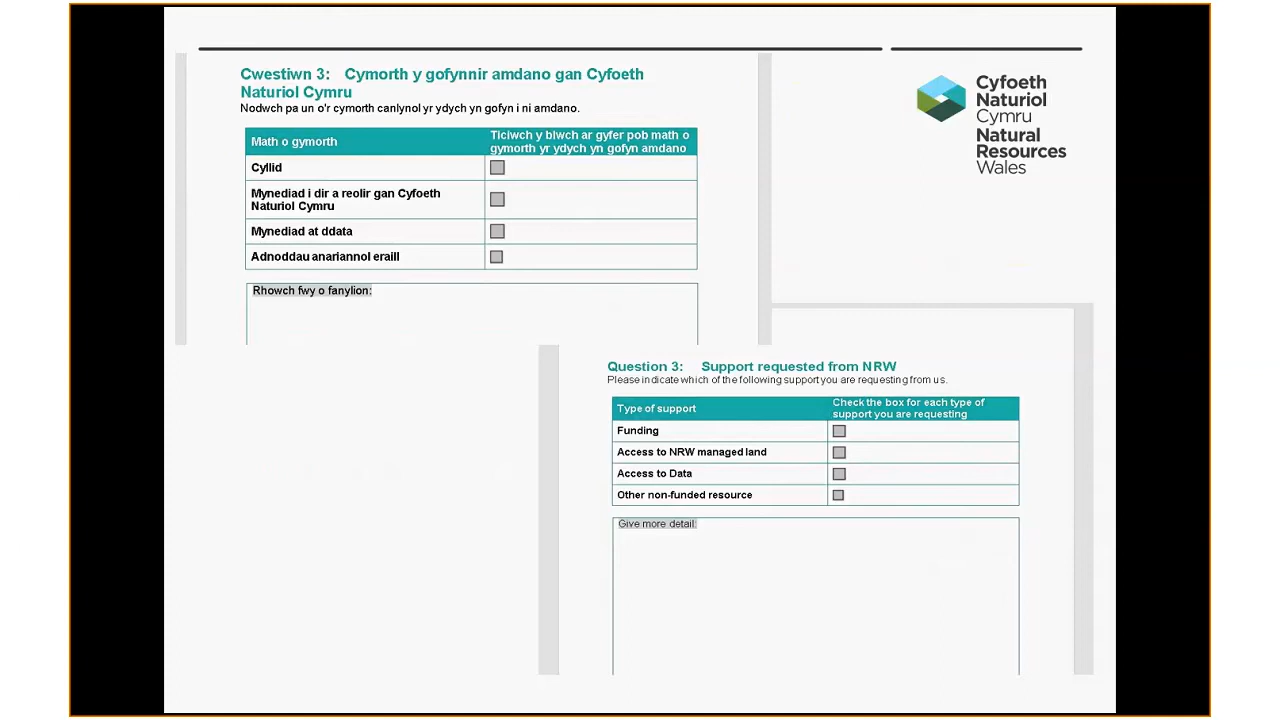 Cwestiwn 3: Cymorth y gofynnir amdano gan Cyfoeth
Naturiol Cymru
Nodwch pa un o'r cymorth canlynol yr ydych yn gofyn i ni amdano.
Math o gymorth
Ticiwch y blwch ar gyfer pob math o
gymorth yr ydych yn gofyn amdano
Cyllid
Mynediad i dir a reolir gan Cyfoeth
Naturiol Cymru
Mynediad at ddata
Adnoddau anariannol eraill
Rhowch fwy o fanylion:
Cyfoeth
Naturiol
Cymru
Natural
Resources
Wales
Question 3: Support requested from NRW
Please indicate which of the following support you are requesting from us.
Type of support
Check the box for each type of
support you are requesting
Funding
Access to NRW managed land
Access to Data
Other non-funded resource
Give more detail: